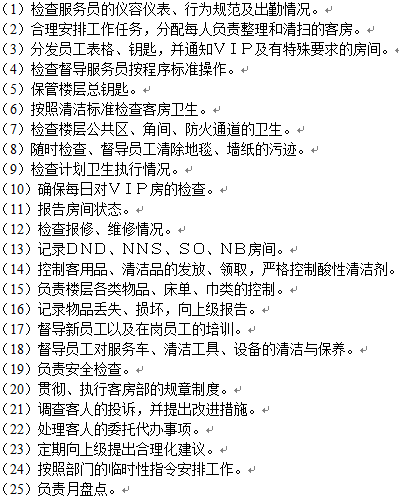 （1）检查服务员的仪容仪表、行为规范及出勤情况。
（2）合理安排工作任务，分配每人负责整理和清扫的客房。
（3）分发员工表格、钥匙，并通知ＶＩＰ及有特殊要求的房间。
（4）检查督导服务员按程序标准操作。
（5）保管楼层总钥匙。
（6）按照清洁标准检查客房卫生。
（7）检查楼层公共区、角间、防火通道的卫生。
（8）随时检查、督导员工清除地毯、墙纸的污迹。
（9）检查计划卫生执行情况。
（10）确保每日对ＶＩＰ房的检查。
（11）报告房间状态。
（12）检查报修、维修情况。
（13）记录ＤＮＤ、ＮＮＳ、ＳＯ、ＮＢ房间。
（14）控制客用品、清洁品的发放、领取，严格控制酸性清洁剂。
（15）负责楼层各类物品、床单、巾类的控制。
（16）记录物品丢失、损坏，向上级报告。
（17）督导新员工以及在岗员工的培训。
（18）督导员工对服务车、清洁工具、设备的清洁与保养。
（19）负责安全检查。
（20）贯彻、执行客房部的规章制度。
（21）调查客人的投诉，并提出改进措施。
（22）处理客人的委托代办事项。
（23）定期向上级提出合理化建议。
（24）按照部门的临时性指令安排工作。
（25）负责月盘点。